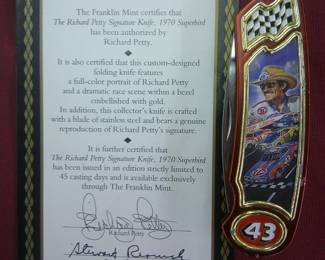 The Franklin Mint certifies that
The Richard Petty Signature Knife, 1970 Superbird
has been authorized by
Richard Petty.
It is also certified that this custom-designed
folding knife features
a full-color portrait of Richard Petty
and a dramatic race scene within a bezel
embellished with gold.
In addition, this collector's knife is crafted
with a blade of stainless steel and bears a genuine
reproduction of Richard Petty's signature.
It is further certified that
The Richard Petty Signature Knife, 1970 Superbird
has been issued in an edition strictly limited to
45 casting days and is available exclusively
through The Franklin Mint.
Richard Petty
Richard Petty
43